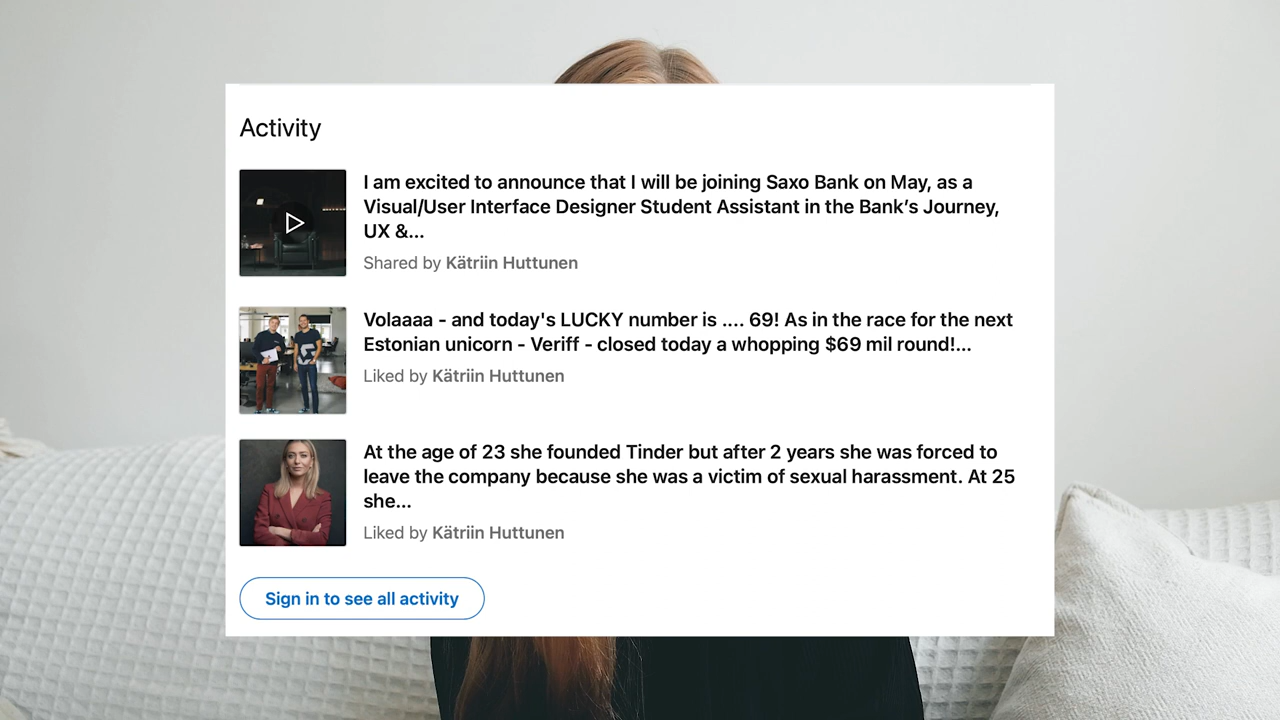 Activity
I am excited to announce that I will be joining Saxo Bank on May, as a
Visual/User Interface Designer Student Assistant in the Bank’s Journey,
UX &...
Shared by Kätriin Huttunen
Volaaaa - and today's LUCKY number is .... 69! As in the race for the next
Estonian unicorn - Veriff - closed today a whopping $69 mil round!...
Liked by Kätriin Huttunen
At the age of 23 she founded Tinder but after 2 years she was forced to
leave the company because she was a victim of sexual harassment. At 25
she...
Liked by Kätriin Huttunen
Sign in to see all activity